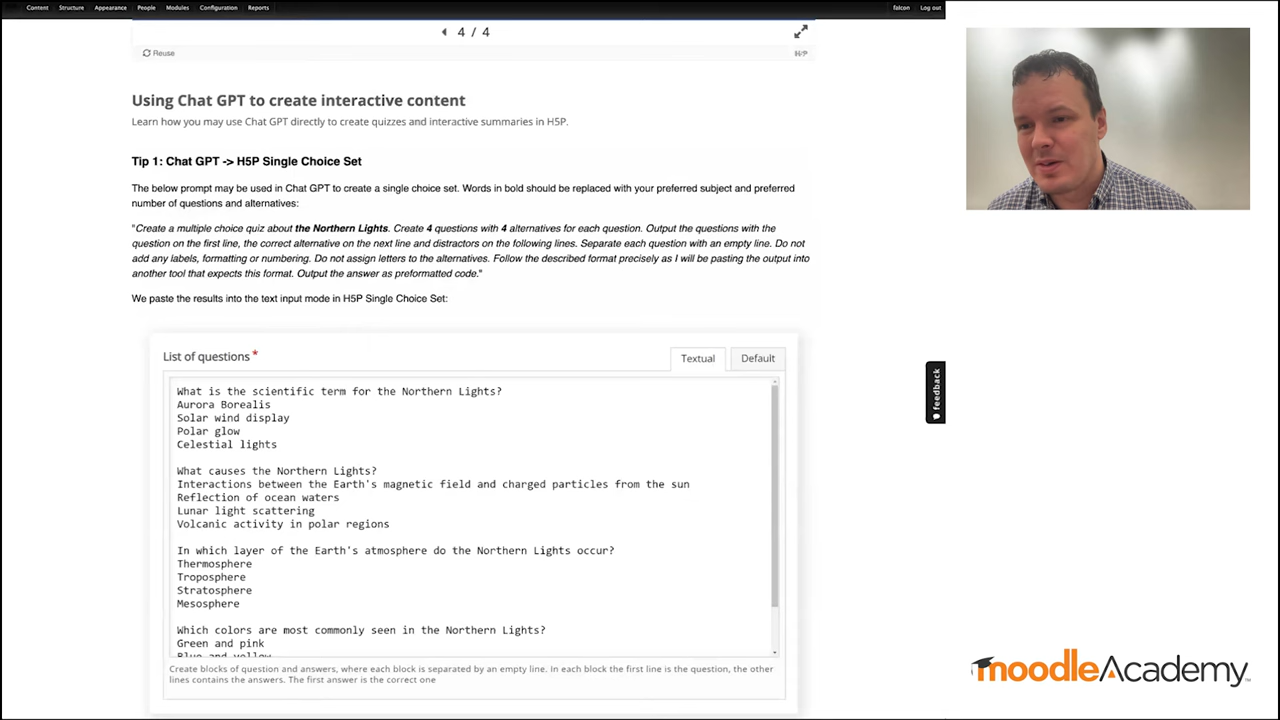 Content Structure Appearance People Modules Configuration Reports falcon Log out
4 / 4
Reuse H5P
Using Chat GPT to create interactive content
Learn how you may use Chat GPT directly to create quizzes and interactive summaries in H5P.
Tip 1: Chat GPT -> H5P Single Choice Set
The below prompt may be used in Chat GPT to create a single choice set. Words in bold should be replaced with your preferred subject and preferred
number of questions and alternatives:
"Create a multiple choice quiz about the Northern Lights. Create 4 questions with 4 alternatives for each question. Output the questions with the
question on the first line, the correct alternative on the next line and distractors on the following lines. Separate each question with an empty line. Do not
add any labels, formatting or numbering. Do not assign letters to the alternatives. Follow the described format precisely as I will be pasting the output into
another tool that expects this format. Output the answer as preformatted code."
We paste the results into the text input mode in H5P Single Choice Set:
List of questions * Textual Default
What is the scientific term for the Northern Lights?
Aurora Borealis
Solar wind display
Polar glow
Celestial lights
What causes the Northern Lights?
Interactions between the Earth's magnetic field and charged particles from the sun
Reflection of ocean waters
Lunar light scattering
Volcanic activity in polar regions
In which layer of the Earth's atmosphere do the Northern Lights occur?
Thermosphere
Troposphere
Stratosphere
Mesosphere
Which colors are most commonly seen in the Northern Lights?
Green and pink
Blue and yellow
Create blocks of question and answers, where each block is separated by an empty line. In each block the first line is the question, the other
lines contains the answers. The first answer is the correct one
feedback
moodleAcademy™